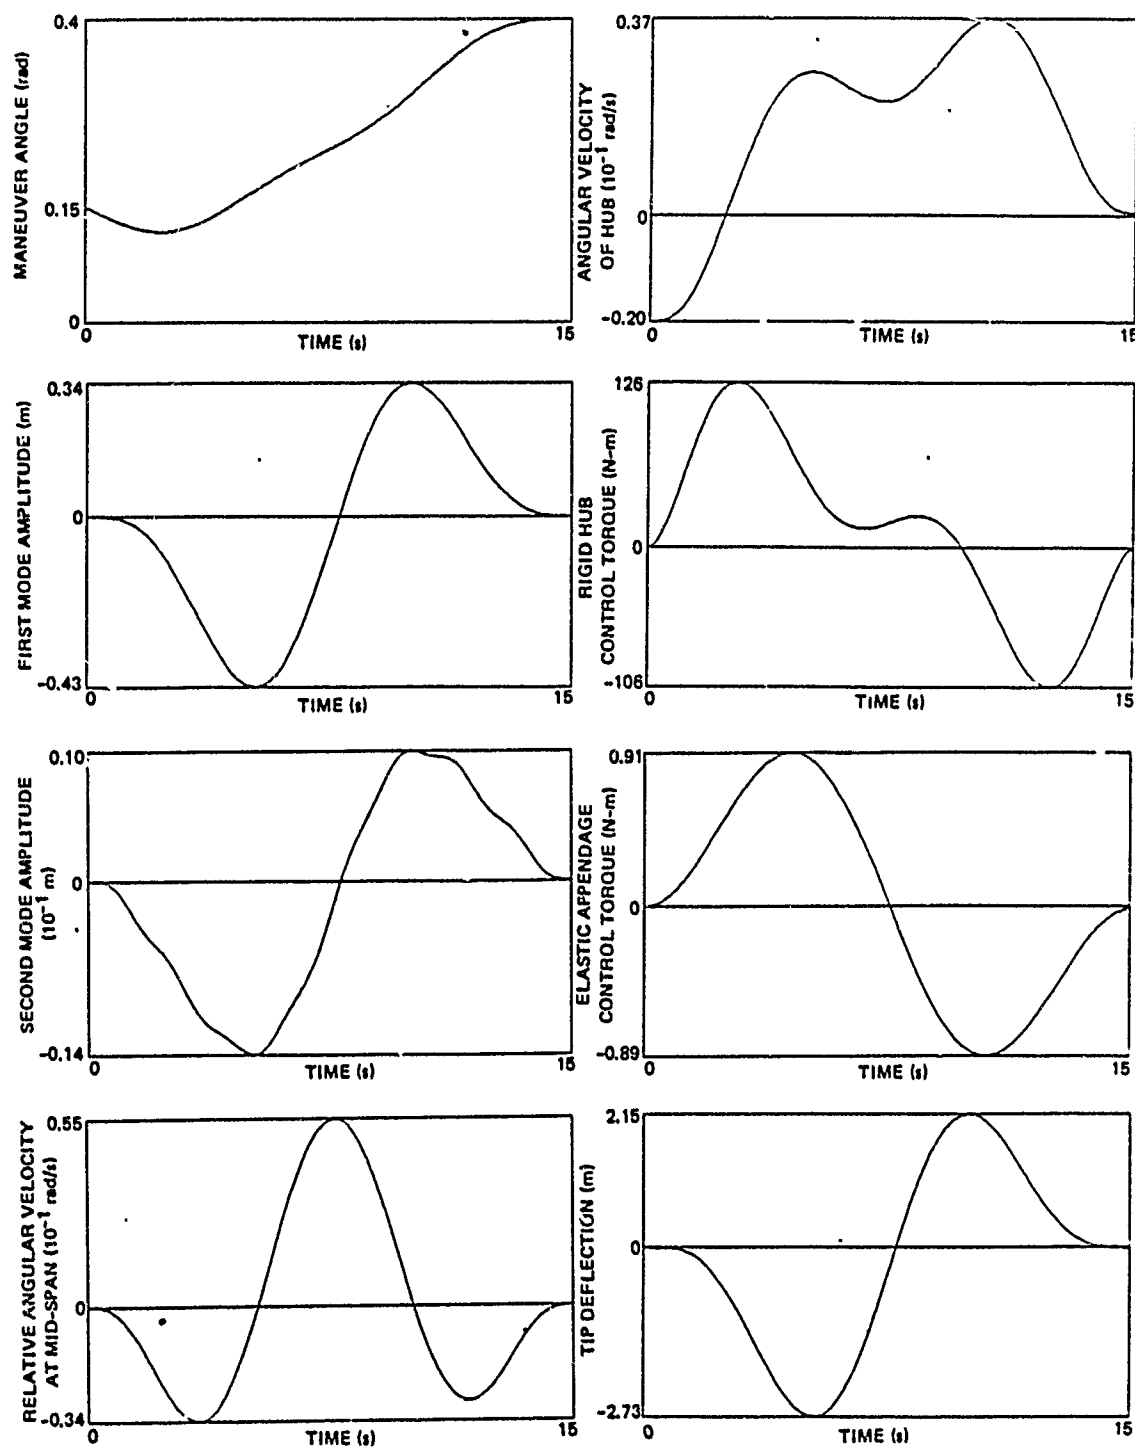 MANEUVER ANGLE (rad)
0.4
0.15
0
0
TIME (s)
15
ANGULAR VELOCITY
OF HUB (10⁻¹ rad/s)
0.37
0
-0.20
0
TIME (s)
15
FIRST MODE AMPLITUDE (m)
0.34
0
-0.43
0
TIME (s)
15
RIGID HUB
CONTROL TORQUE (N-m)
126
0
-106
0
TIME (s)
15
SECOND MODE AMPLITUDE
(10⁻¹ m)
0.10
0
-0.14
0
TIME (s)
15
ELASTIC APPENDAGE
CONTROL TORQUE (N-m)
0.91
0
-0.89
0
TIME (s)
15
RELATIVE ANGULAR VELOCITY
AT MID-SPAN (10⁻¹ rad/s)
0.55
0
-0.34
0
TIME (s)
15
TIP DEFLECTION (m)
2.15
0
-2.73
0
TIME (s)
15